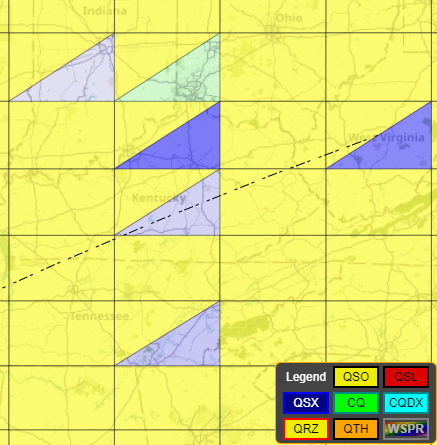 Indiana
Ohio
West Virginia
Kentucky
Tennessee
Legend QSO QSL
QSX CQ CQDX
QRZ QTH WSPR